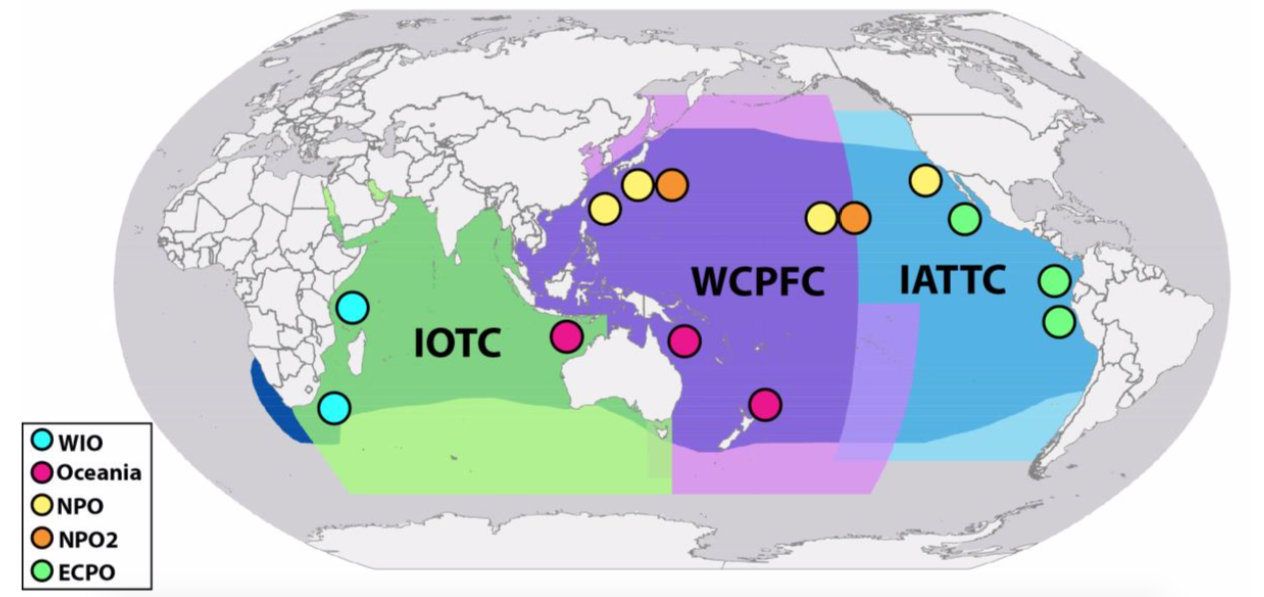 WCPFC
IATTC
IOTC
WIO
Oceania
NPO
NPO2
ECPO